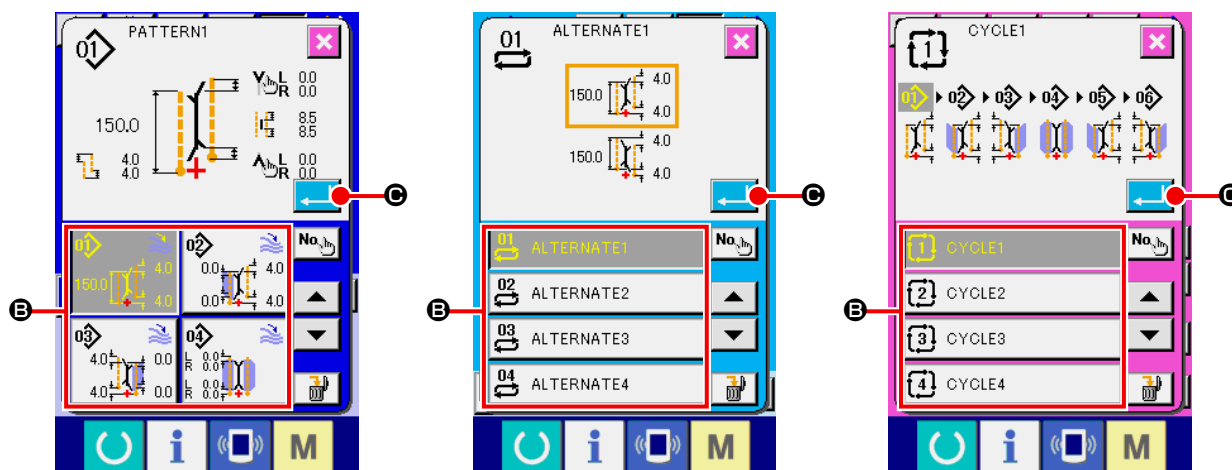 01 PATTERN1
L 0.0
R 0.0
150.0
8.5
8.5
4.0
4.0
L 0.0
R 0.0
C
B
01
150.0
4.0
4.0
02
0.0
4.0
0.0
4.0
No.
03
4.0
0.0
4.0
0.0
04
L 0.0
R 0.0
L 0.0
R 0.0
i
M
01 ALTERNATE1
150.0
4.0
4.0
150.0
4.0
4.0
C
B
01 ALTERNATE1
No.
02 ALTERNATE2
03 ALTERNATE3
04 ALTERNATE4
i
M
1 CYCLE1
01 02 03 04 05 06
C
B
1 CYCLE1
No.
2 CYCLE2
3 CYCLE3
4 CYCLE4
i
M